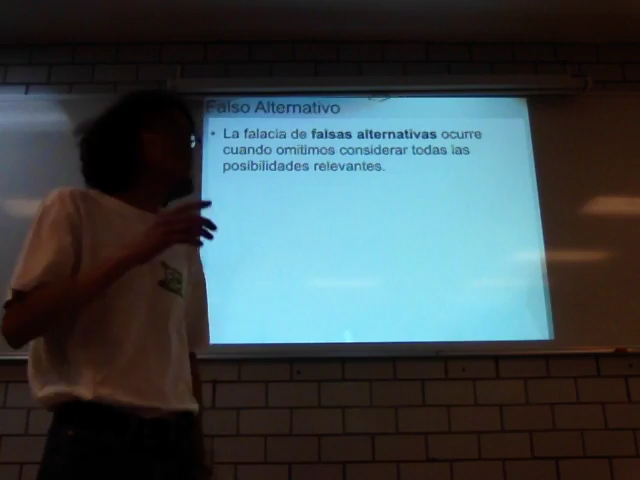 Falso Alternativo
• La falacia de falsas alternativas ocurre
cuando omitimos considerar todas las
posibilidades relevantes.